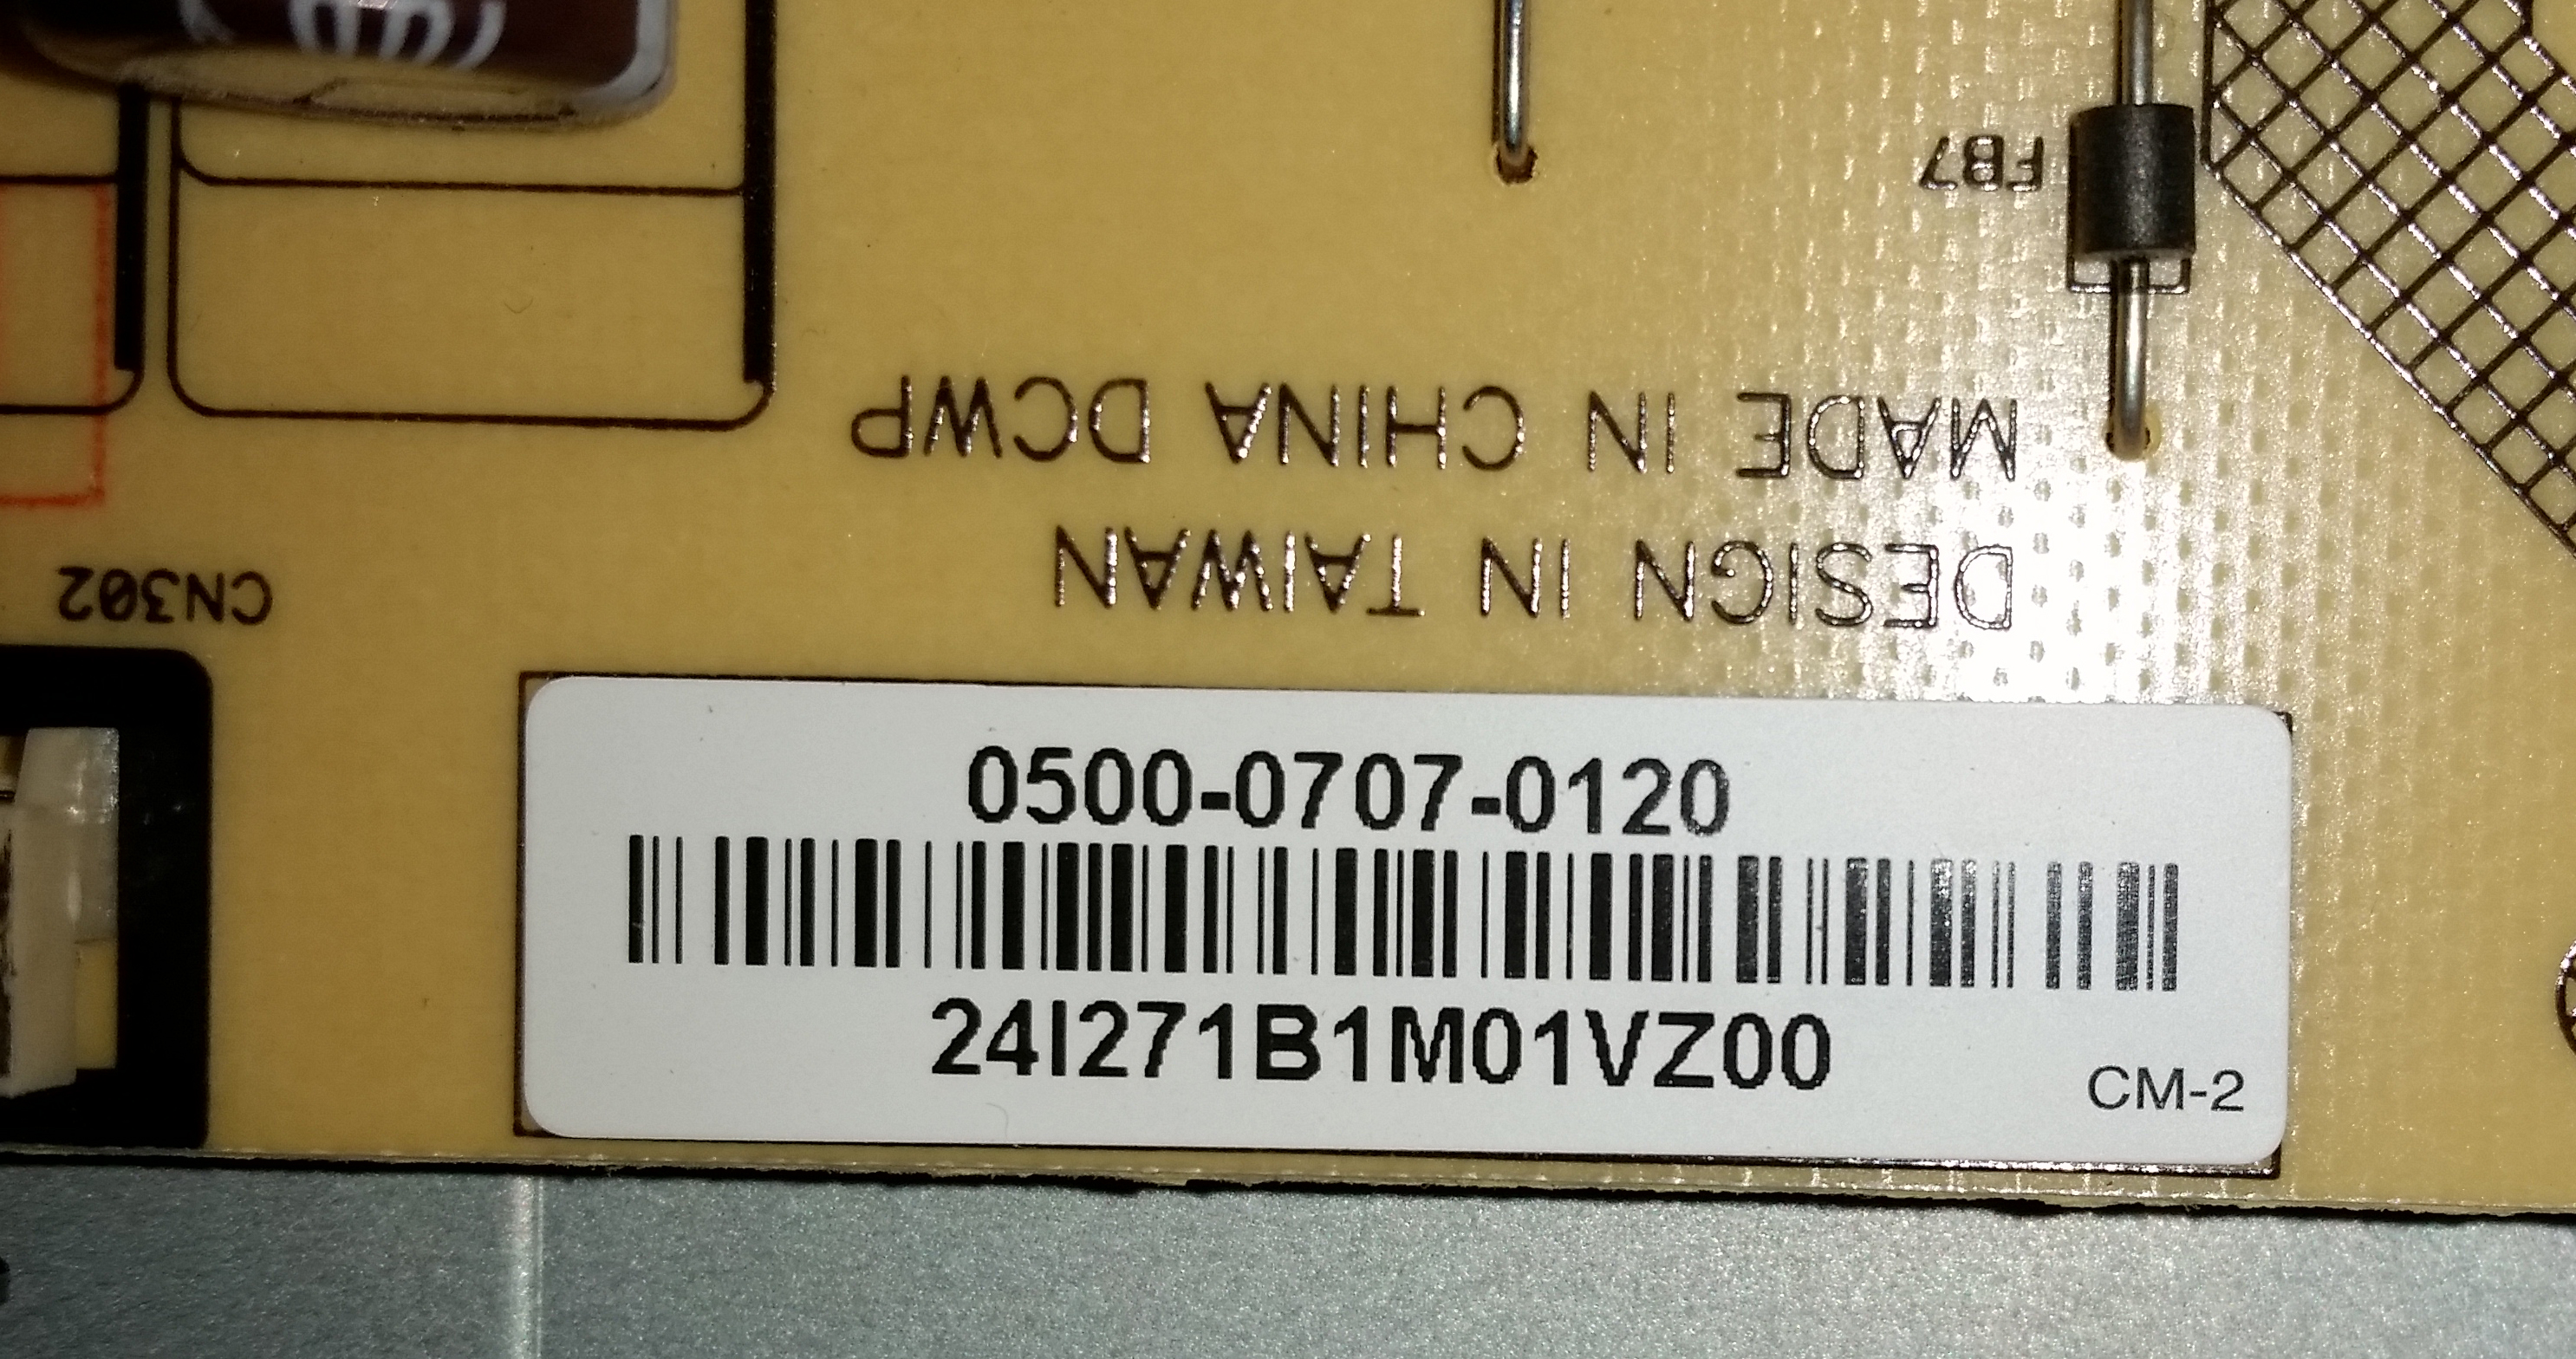 FB7
MADE IN CHINA DCWP
DESIGN IN TAIWAN
CN302
0500-0707-0120
24I271B1M01VZ00
CM-2